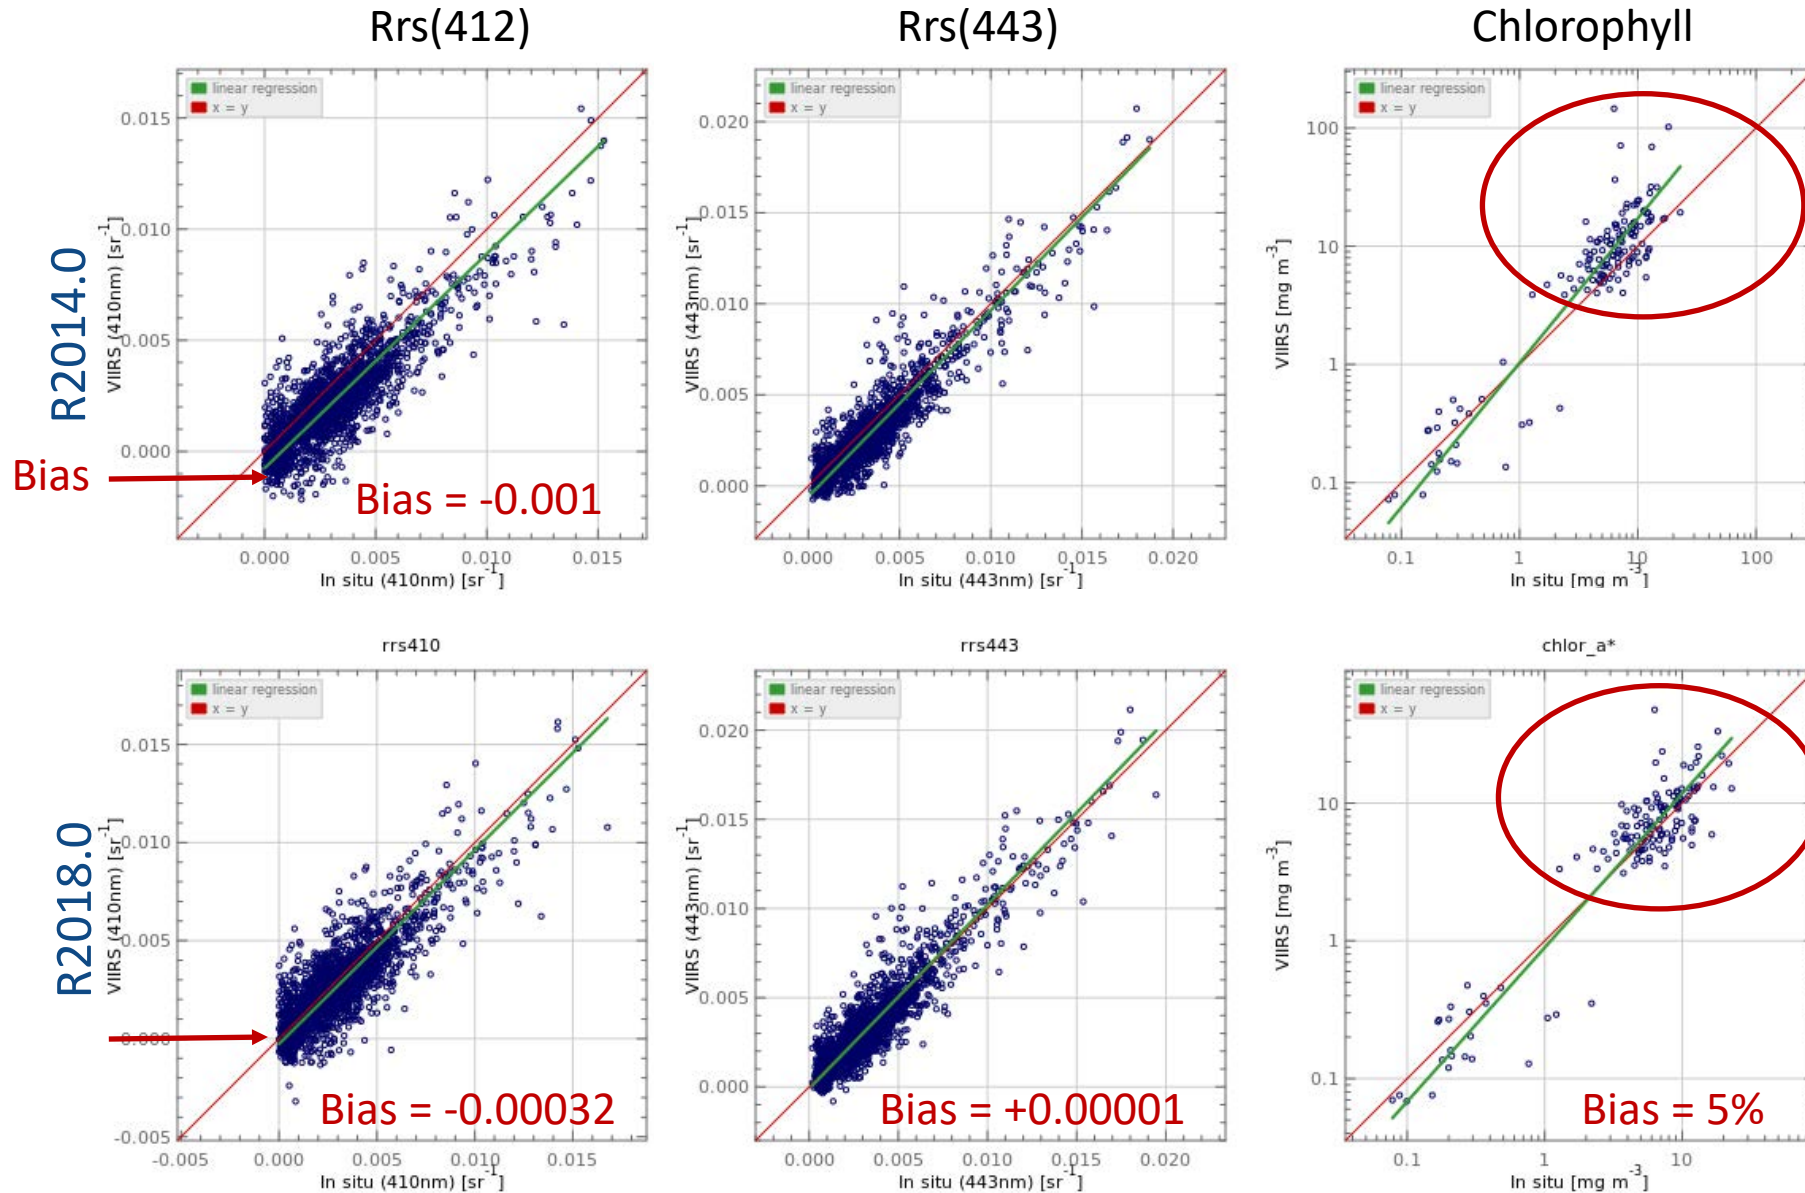 Rrs(412)
Rrs(443)
Chlorophyll
R2014.0
linear regression
x = y
0.015
0.010
0.005
0.000
VIIRS (410nm) [sr-1]
Bias
Bias = -0.001
0.000 0.005 0.010 0.015
In situ (410nm) [sr-1]
linear regression
x = y
0.020
0.015
0.010
0.005
0.000
VIIRS (443nm) [sr-1]
0.000 0.005 0.010 0.015 0.020
In situ (443nm) [sr-1]
linear regression
x = y
100
10
1
0.1
VIIRS [mg m-3]
0.1 1 10 100
In situ [mg m-3]
R2018.0
rrs410
linear regression
x = y
0.015
0.010
0.005
0.000
-0.005
VIIRS (410nm) [sr-1]
Bias = -0.00032
-0.005 0.000 0.005 0.010 0.015
In situ (410nm) [sr-1]
rrs443
linear regression
x = y
0.020
0.015
0.010
0.005
0.000
VIIRS (443nm) [sr-1]
Bias = +0.00001
0.000 0.005 0.010 0.015 0.020
In situ (443nm) [sr-1]
chlor_a*
linear regression
x = y
10
1
0.1
VIIRS [mg m-3]
Bias = 5%
0.1 1 10
In situ [mg m-3]